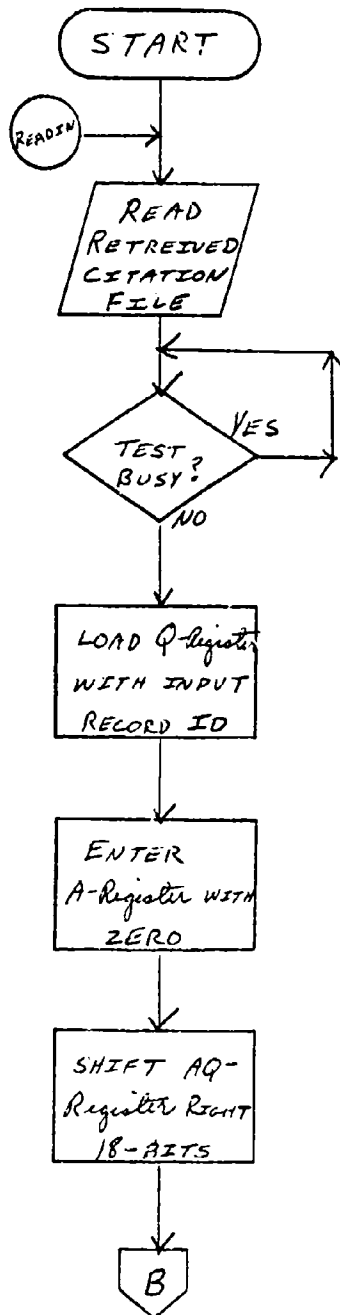 START
READIN
READ
RETREIVED
CITATION
FILE
YES
TEST
BUSY?
NO
LOAD Q-Register
WITH INPUT
RECORD ID
ENTER
A-Register WITH
ZERO
SHIFT AQ-
Register RIGHT
18-BITS
B